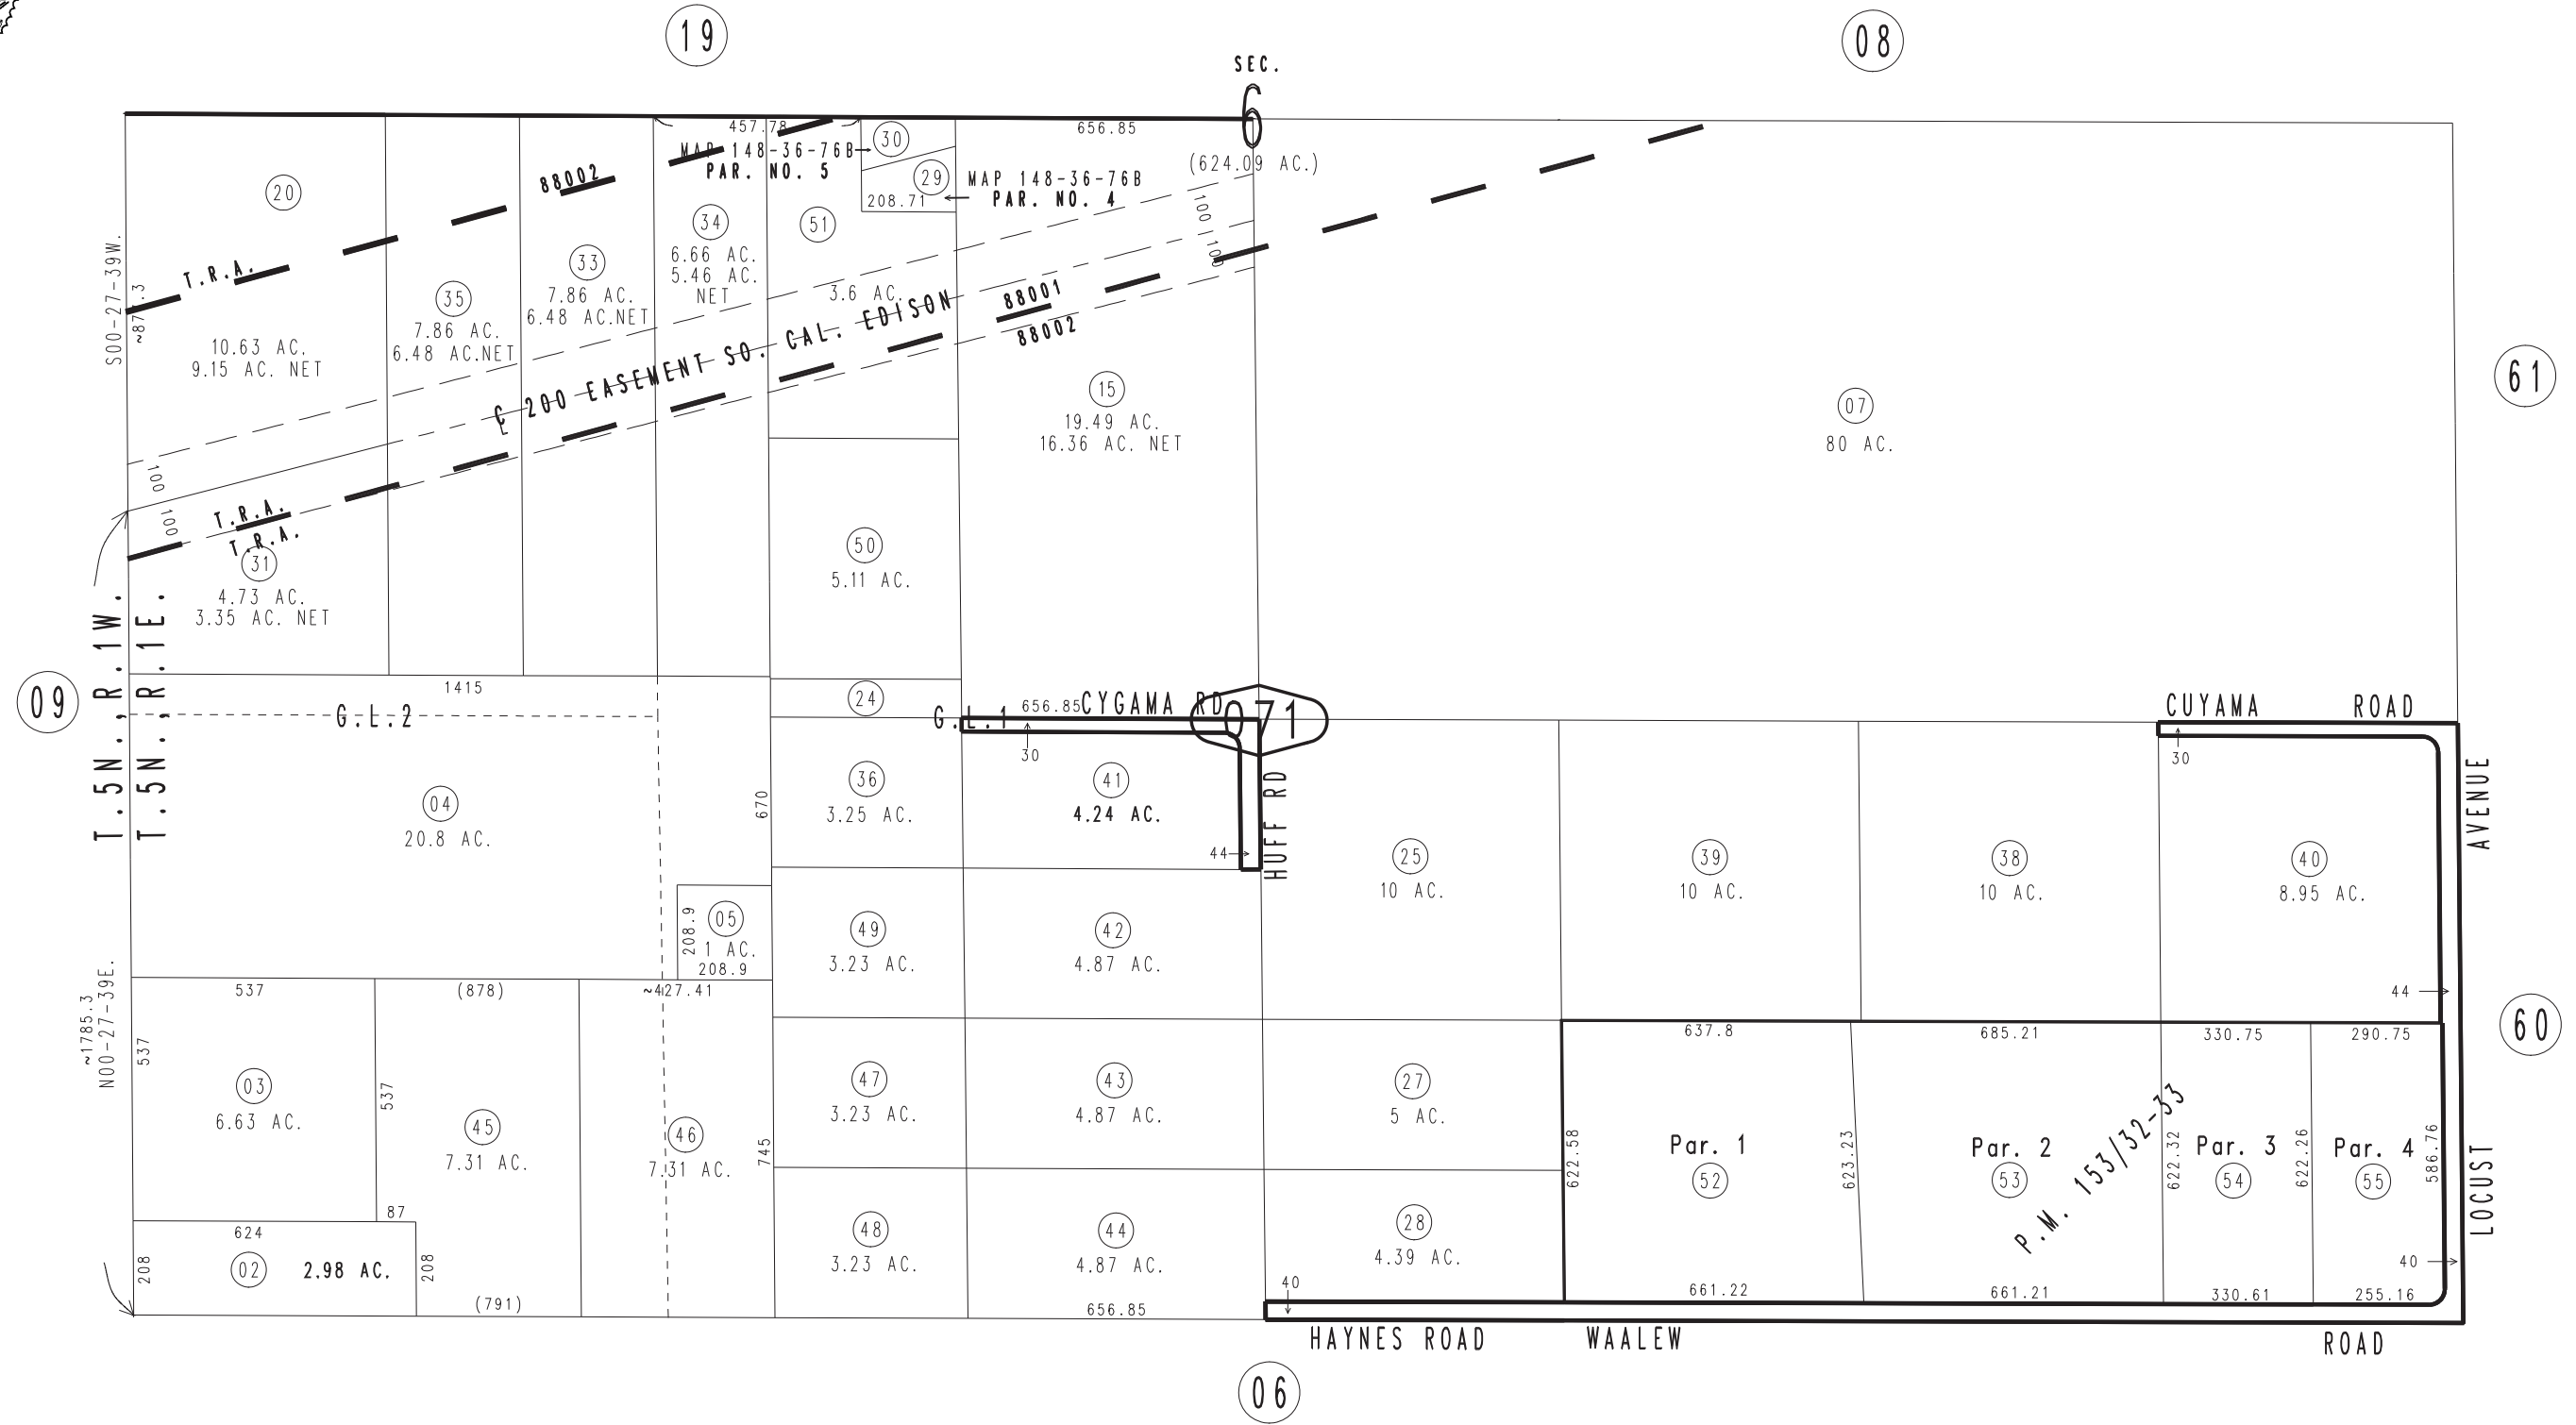 19
08
SEC.
6
457.78
30
656.85
MAP 148-36-76B
(624.09 AC.)
PAR. NO. 5
88002
29
MAP 148-36-76B
20
208.71
PAR. NO. 4
34
51
100
100
6.66 AC.
5.46 AC.
NET
33
T.R.A.
35
7.86 AC.
6.48 AC.NET
3.6 AC.
88001
88002
S00-27-39W.
7.86 AC.
6.48 AC.NET
10.63 AC.
9.15 AC. NET
C L 200 EASEMENT SO. CAL. EDISON
15
19.49 AC.
16.36 AC. NET
07
80 AC.
61
100
100
T.R.A.
T.R.A.
31
4.73 AC.
3.35 AC. NET
50
5.11 AC.
T.5N.,R.1W.
T.5N.,R.1E.
09
1415
24
G.L.2
G.L.1
656.85
CYGAMA RD
071
CUYAMA ROAD
30
30
04
20.8 AC.
670
36
3.25 AC.
41
4.24 AC.
HUFF RD
44
AVENUE
25
10 AC.
39
10 AC.
38
10 AC.
40
8.95 AC.
208.9
05
1 AC.
208.9
49
3.23 AC.
42
4.87 AC.
44
537
(878)
~427.41
~1785.3
N00-27-39E.
637.8
685.21
330.75
290.75
60
537
03
6.63 AC.
537
45
7.31 AC.
46
7.31 AC.
745
47
3.23 AC.
43
4.87 AC.
27
5 AC.
622.58
Par. 1
52
623.23
Par. 2
53
P.M. 153/32-33
622.32
Par. 3
54
622.26
Par. 4
55
586.76
LOCUST
87
624
208
02
2.98 AC.
208
48
3.23 AC.
44
4.87 AC.
28
4.39 AC.
40
40
(791)
656.85
661.22
661.21
330.61
255.16
HAYNES ROAD WAALEW ROAD
06